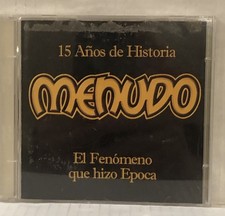 15 Años de Historia
MENUDO
El Fenómeno
que hizo Epoca